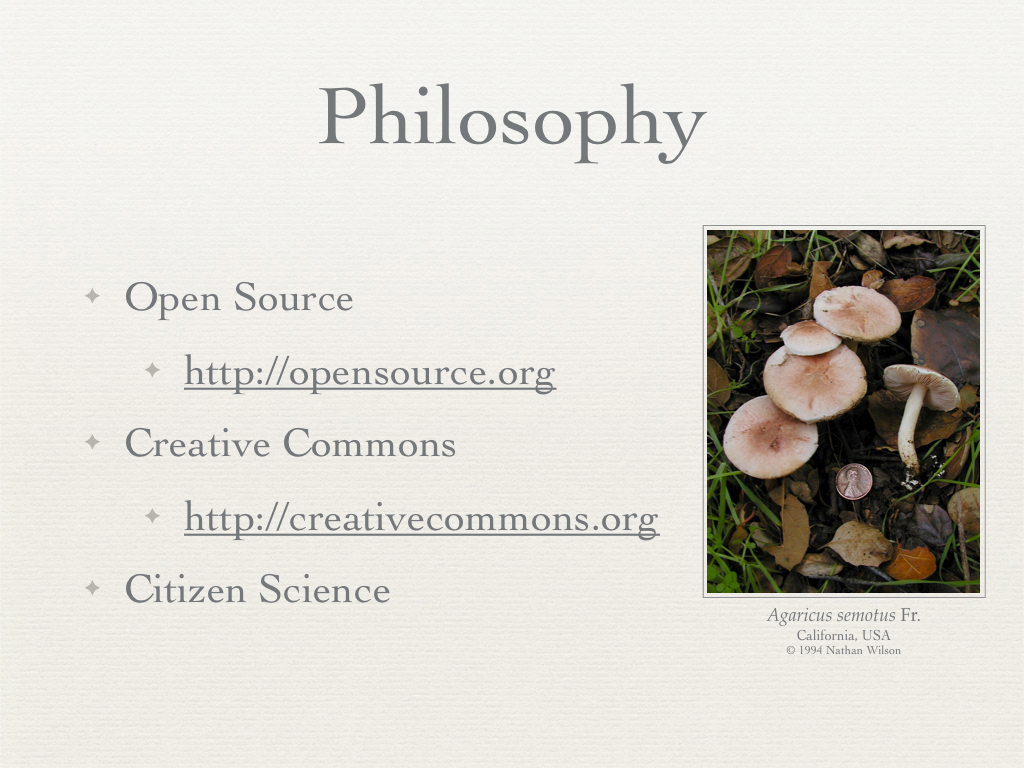 Philosophy
Open Source
http://opensource.org
Creative Commons
http://creativecommons.org
Citizen Science
Agaricus semotus Fr.
California, USA
© 1994 Nathan Wilson